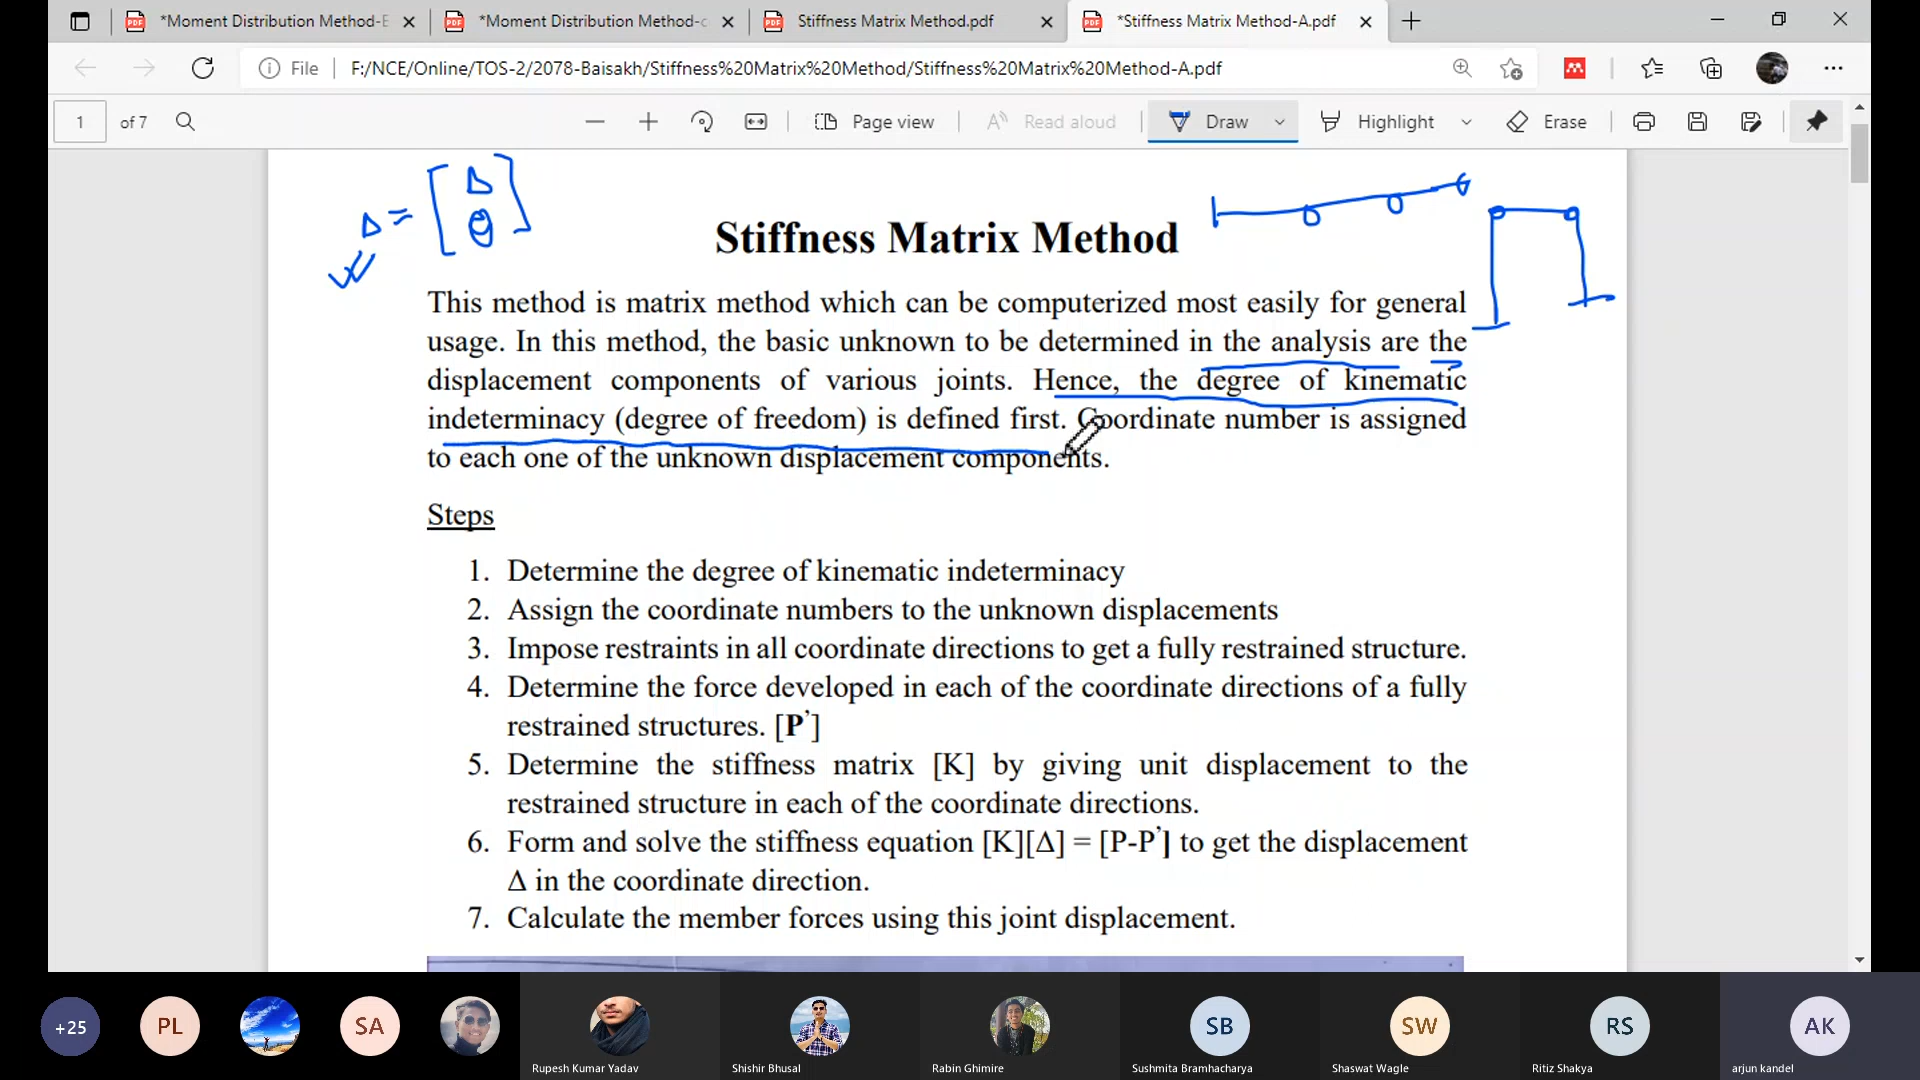 *Moment Distribution Method-E
*Moment Distribution Method-c
Stiffness Matrix Method.pdf
*Stiffness Matrix Method-A.pdf
File
F:/NCE/Online/TOS-2/2078-Baisakh/Stiffness%20Matrix%20Method/Stiffness%20Matrix%20Method-A.pdf
1 of 7
Page view
Read aloud
Draw
Highlight
Erase
Δ = [Δ
θ]
Stiffness Matrix Method
This method is matrix method which can be computerized most easily for general
usage. In this method, the basic unknown to be determined in the analysis are the
displacement components of various joints. Hence, the degree of kinematic
indeterminacy (degree of freedom) is defined first. Coordinate number is assigned
to each one of the unknown displacement components.
Steps
1. Determine the degree of kinematic indeterminacy
2. Assign the coordinate numbers to the unknown displacements
3. Impose restraints in all coordinate directions to get a fully restrained structure.
4. Determine the force developed in each of the coordinate directions of a fully
restrained structures. [P’]
5. Determine the stiffness matrix [K] by giving unit displacement to the
restrained structure in each of the coordinate directions.
6. Form and solve the stiffness equation [K][Δ] = [P-P’] to get the displacement
Δ in the coordinate direction.
7. Calculate the member forces using this joint displacement.
+25
PL
SA
SB
SW
RS
AK
Rupesh Kumar Yadav
Shishir Bhusal
Rabin Ghimire
Sushmita Bramhacharya
Shaswat Wagle
Ritiz Shakya
arjun kandel